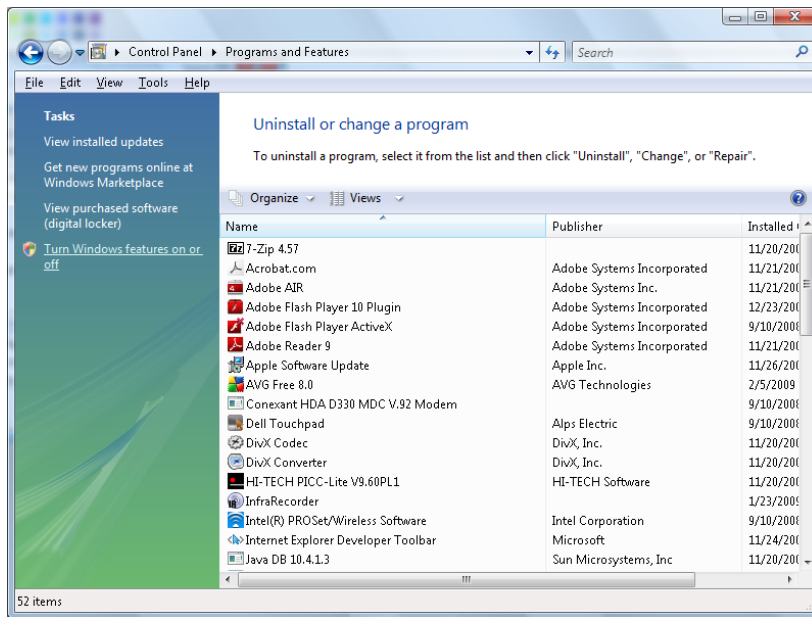 Control Panel Programs and Features Search
File Edit View Tools Help
Tasks
View installed updates
Get new programs online at
Windows Marketplace
View purchased software
(digital locker)
Turn Windows features on or
off
Uninstall or change a program
To uninstall a program, select it from the list and then click "Uninstall", "Change", or "Repair".
Organize Views
Name Publisher Installed
7-Zip 4.57 11/20/200
Acrobat.com Adobe Systems Incorporated 11/21/200
Adobe AIR Adobe Systems Inc. 11/21/200
Adobe Flash Player 10 Plugin Adobe Systems Incorporated 12/23/200
Adobe Flash Player ActiveX Adobe Systems Incorporated 9/10/2008
Adobe Reader 9 Adobe Systems Incorporated 11/21/200
Apple Software Update Apple Inc. 11/26/200
AVG Free 8.0 AVG Technologies 2/5/2009
Conexant HDA D330 MDC V.92 Modem 9/10/2008
Dell Touchpad Alps Electric 9/10/2008
DivX Codec DivX, Inc. 11/20/200
DivX Converter DivX, Inc. 11/20/200
HI-TECH PICC-Lite V9.60PL1 HI-TECH Software 11/20/200
InfraRecorder 1/23/2009
Intel(R) PROSet/Wireless Software Intel Corporation 9/10/2008
Internet Explorer Developer Toolbar Microsoft 11/24/200
Java DB 10.4.1.3 Sun Microsystems, Inc 11/20/200
52 items